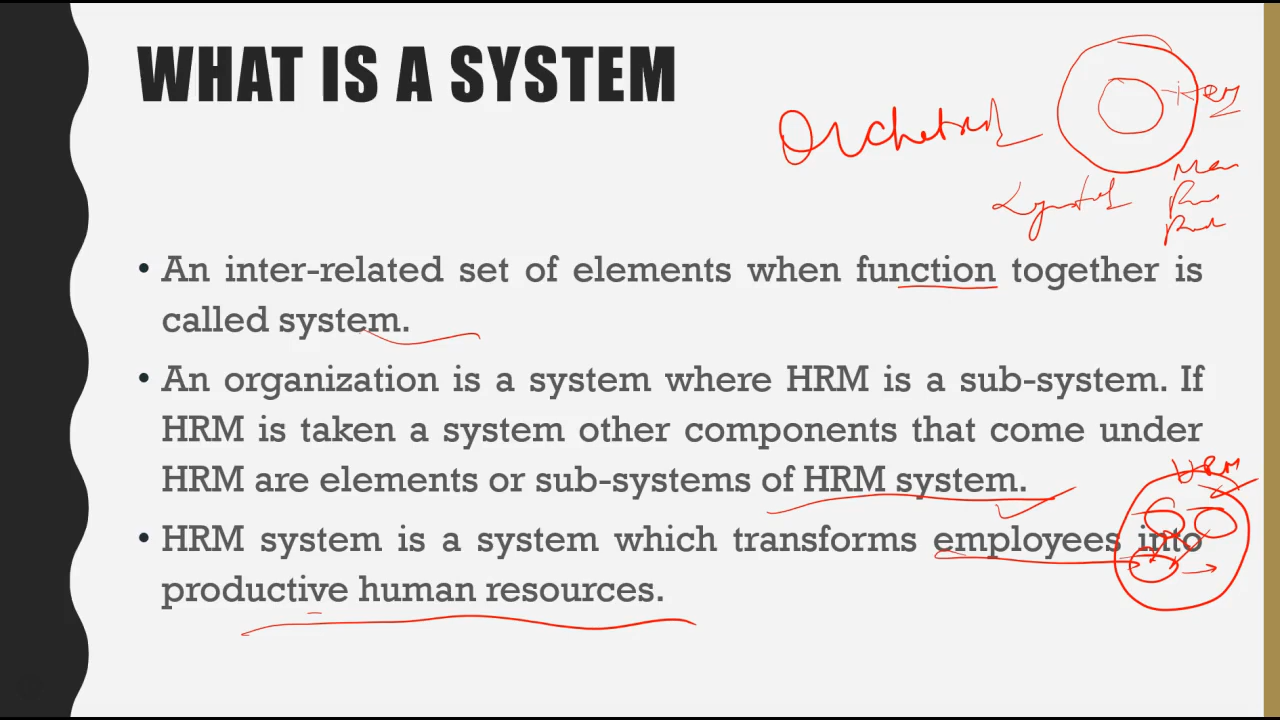 WHAT IS A SYSTEM
• An inter-related set of elements when function together is
called system.
• An organization is a system where HRM is a sub-system. If
HRM is taken a system other components that come under
HRM are elements or sub-systems of HRM system.
HRM
• HRM system is a system which transforms employees into
productive human resources.